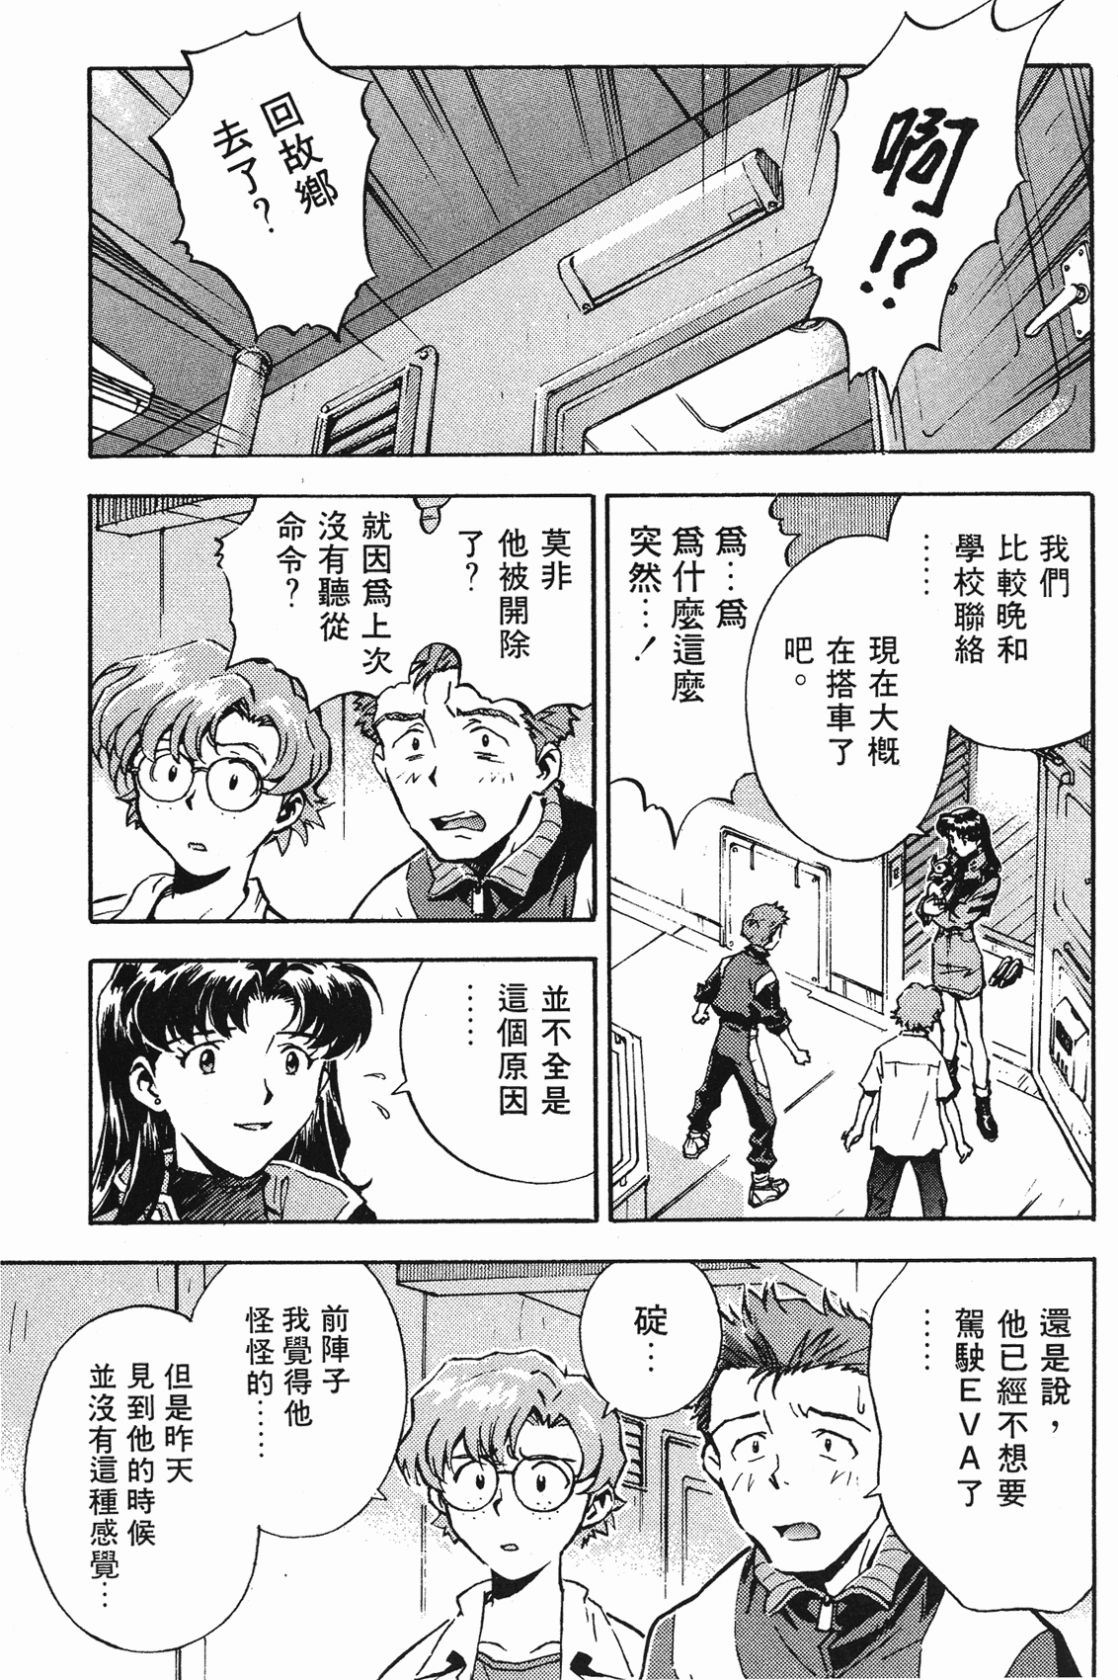 啊!?
回故鄉
去了?
我們
比較晚和
學校聯絡
……
現在大概
在搭車了
吧。
為…為
為什麼這麼
突然…!
莫非
他被開除
了?
就因為上次
沒有聽從
命令?
並不全是
這個原因
……
還是說,
他已經不想要
駕駛EVA了
……
碇…
前陣子
我覺得他
怪怪的……
但是昨天
見到他的時候
並沒有這種感覺…